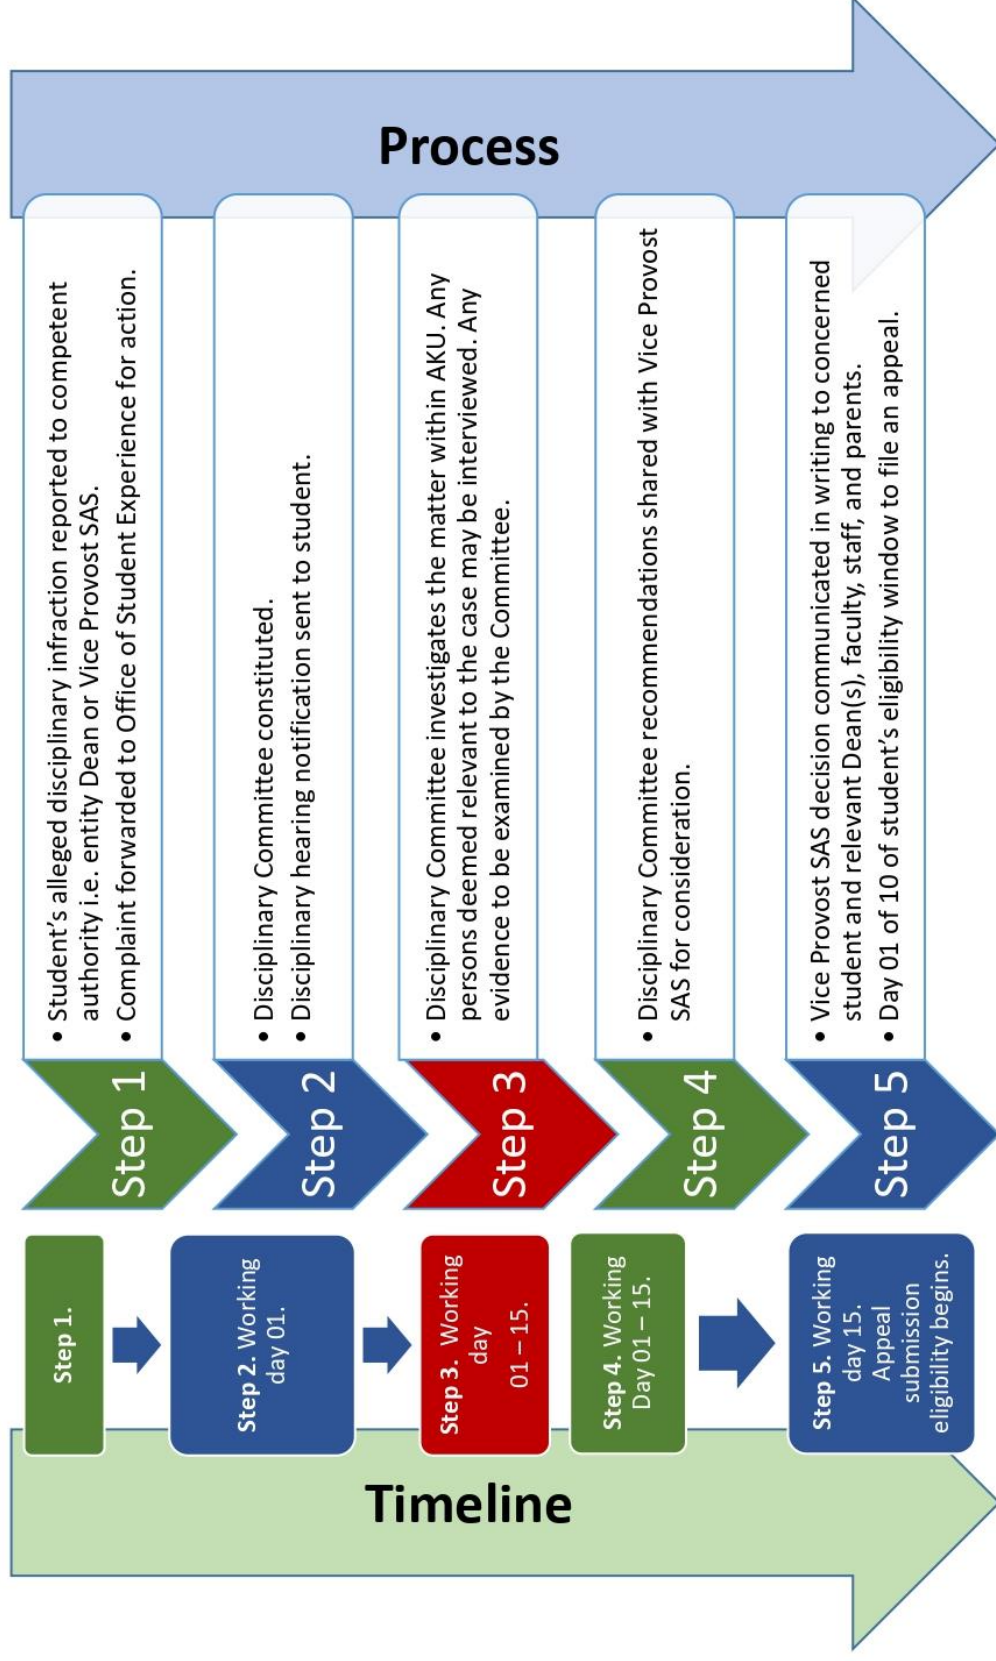 Timeline
Process
Step 1.
Step 2. Working
day 01.
Step 3. Working
day
01 – 15.
Step 4. Working
Day 01 – 15.
Step 5. Working
day 15.
Appeal
submission
eligibility begins.
Step 1
• Student’s alleged disciplinary infraction reported to competent
authority i.e. entity Dean or Vice Provost SAS.
• Complaint forwarded to Office of Student Experience for action.
Step 2
• Disciplinary Committee constituted.
• Disciplinary hearing notification sent to student.
Step 3
• Disciplinary Committee investigates the matter within AKU. Any
persons deemed relevant to the case may be interviewed. Any
evidence to be examined by the Committee.
Step 4
• Disciplinary Committee recommendations shared with Vice Provost
SAS for consideration.
Step 5
• Vice Provost SAS decision communicated in writing to concerned
student and relevant Dean(s), faculty, staff, and parents.
• Day 01 of 10 of student’s eligibility window to file an appeal.